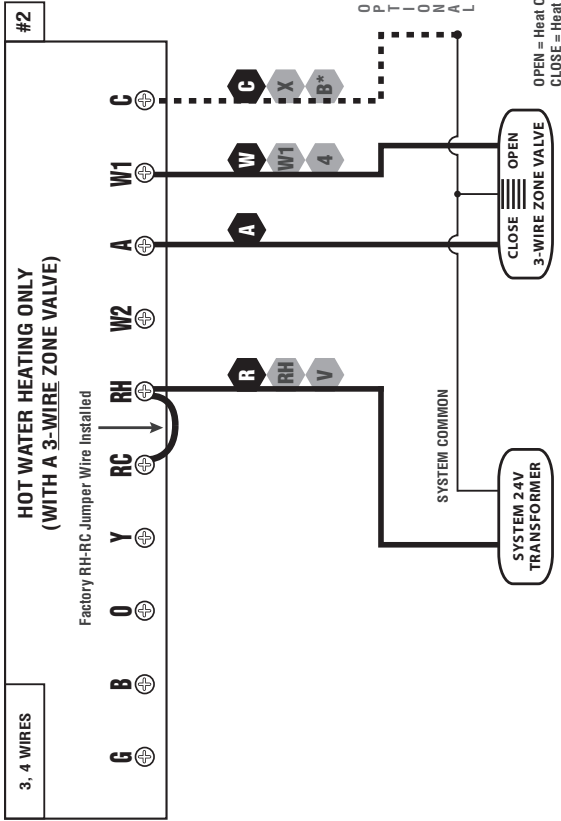 3, 4 WIRES
HOT WATER HEATING ONLY
(WITH A 3-WIRE ZONE VALVE)
#2
Factory RH-RC Jumper Wire Installed
G B O Y RC RH W2 A W1 C
R
RH
V
A
W
W1
4
C
X
B*
OPTIONAL
SYSTEM COMMON
SYSTEM 24V
TRANSFORMER
CLOSE OPEN
3-WIRE ZONE VALVE
OPEN = Heat
CLOSE = Heat